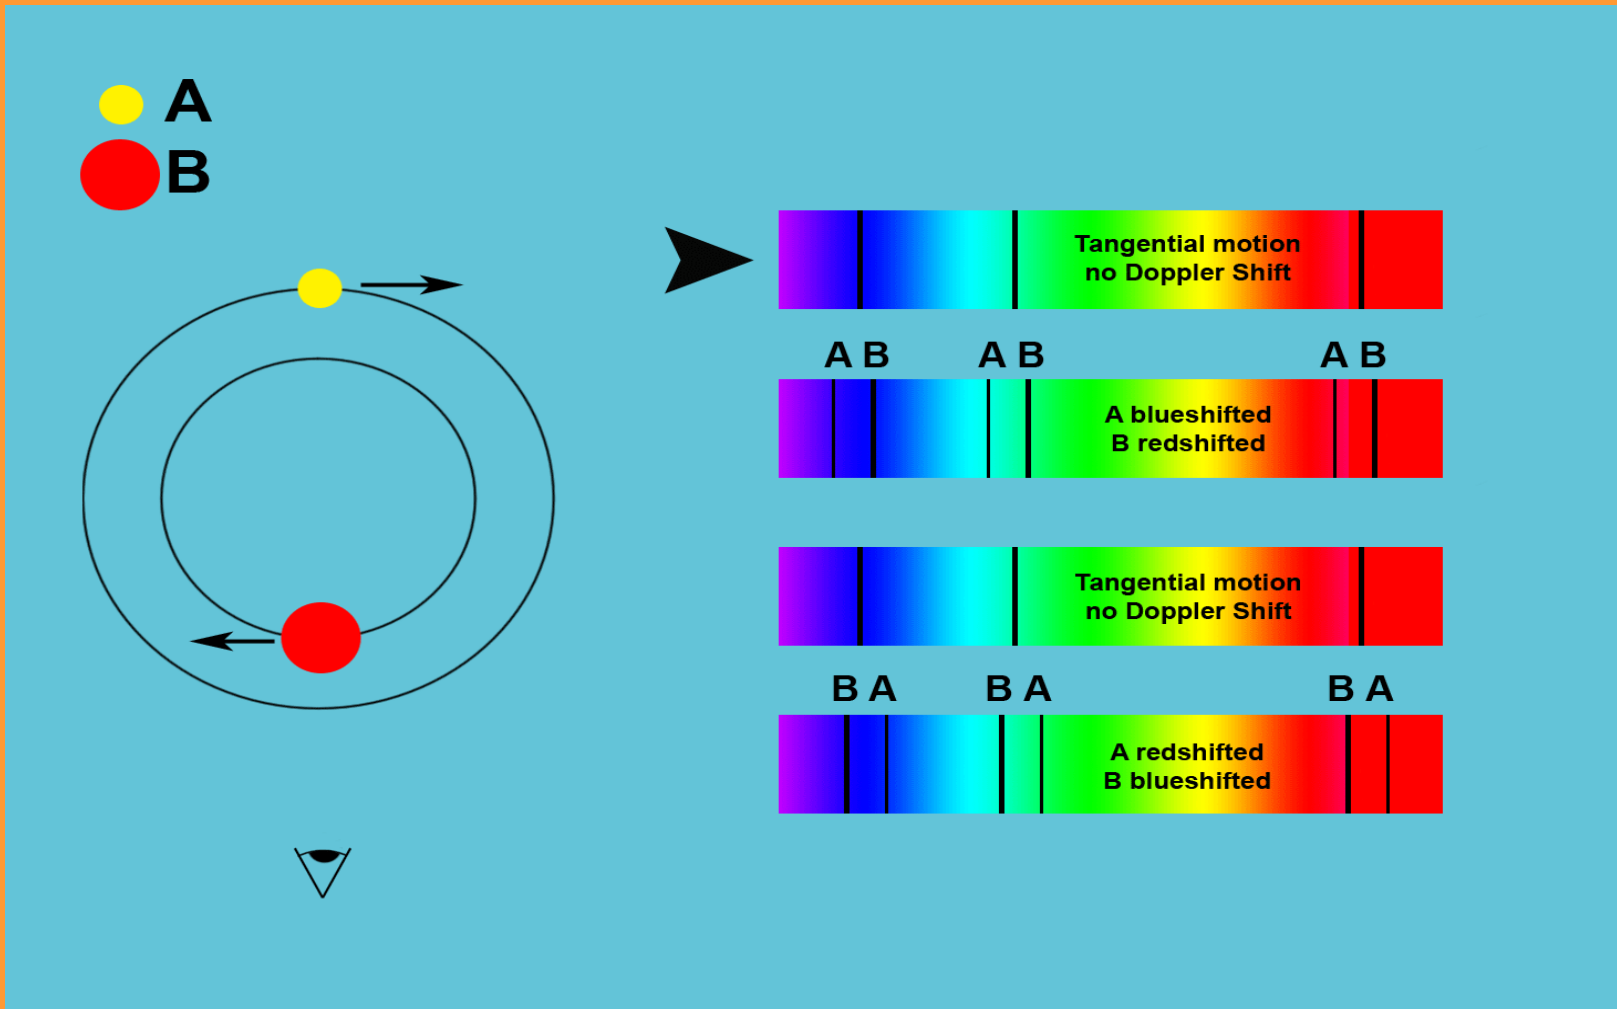 A
B
Tangential motion
no Doppler Shift
A B A B A B
A blueshifted
B redshifted
Tangential motion
no Doppler Shift
B A B A B A
A redshifted
B blueshifted